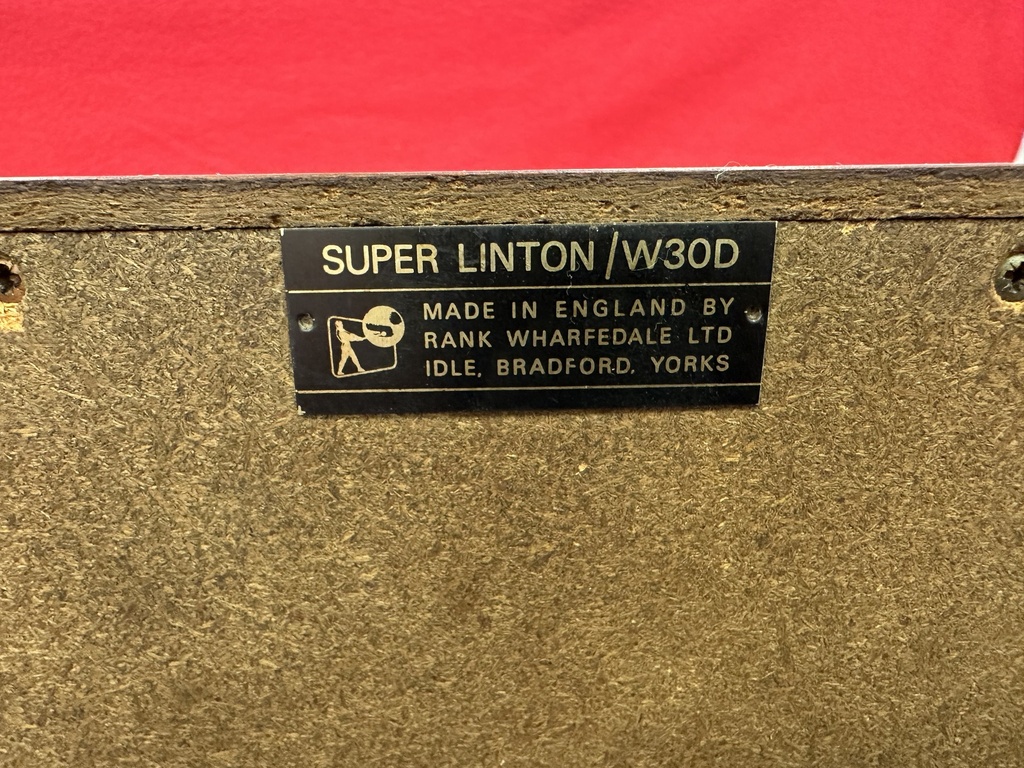 SUPER LINTON/W30D
MADE IN ENGLAND BY
RANK WHARFEDALE LTD
IDLE, BRADFORD, YORKS